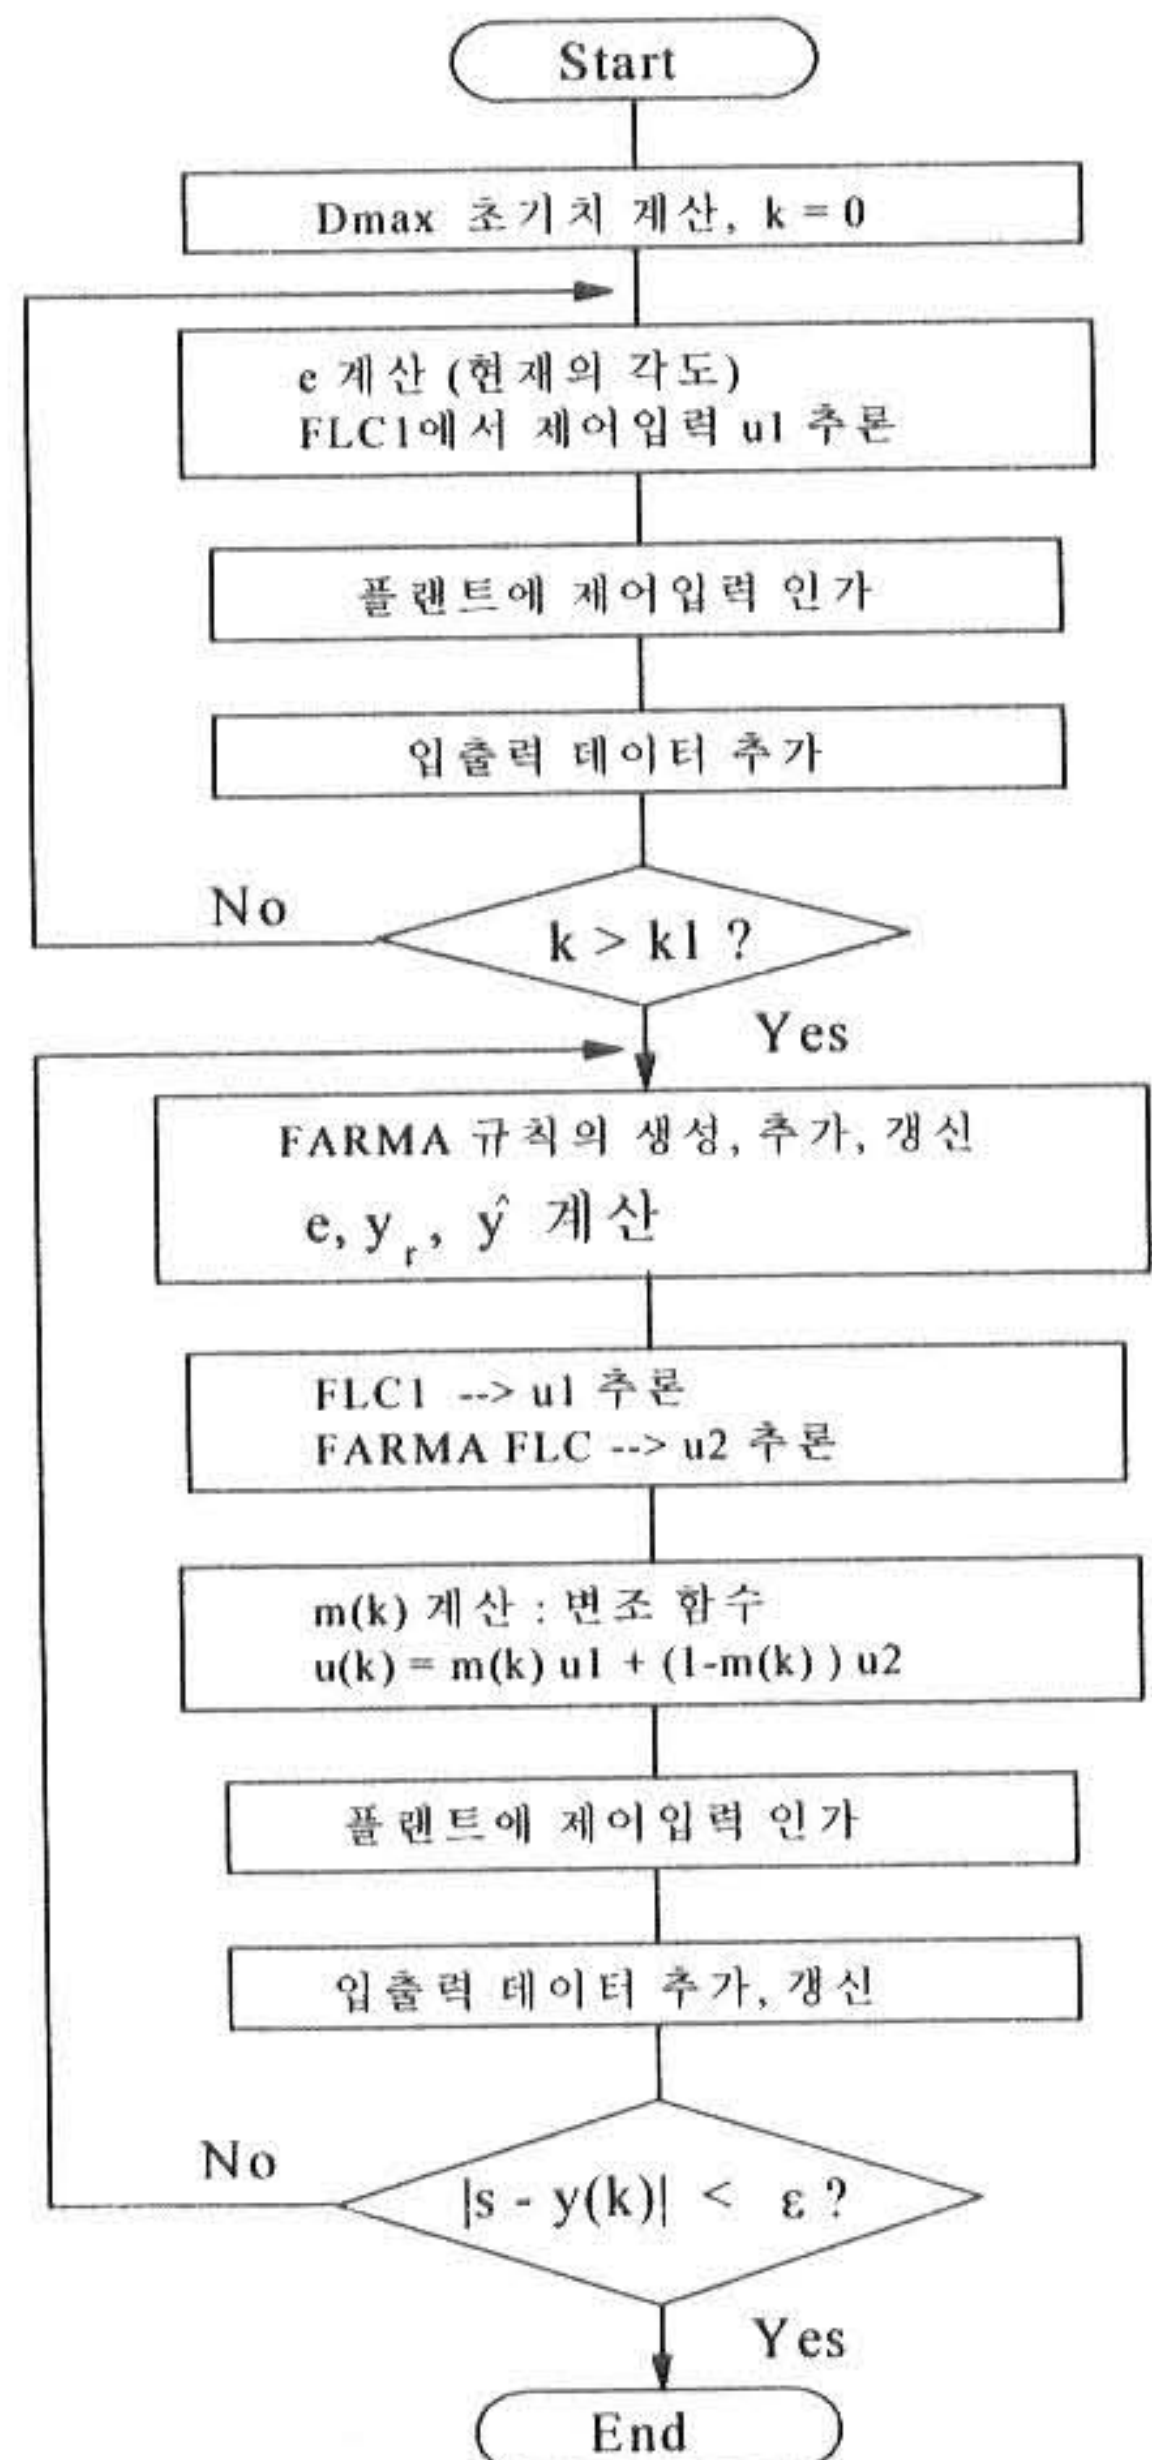 Start
Dmax 초기치 계산, k = 0
e 계산 (현재의 각도)
FLC1에서 제어입력 u1 추론
플랜트에 제어입력 인가
입출력 데이터 추가
No
k > k1 ?
Yes
FARMA 규칙의 생성, 추가, 갱신
e, y_r, ŷ 계산
FLC1 --> u1 추론
FARMA FLC --> u2 추론
m(k) 계산 : 변조 함수
u(k) = m(k) u1 + (1-m(k) ) u2
플랜트에 제어입력 인가
입출력 데이터 추가, 갱신
No
|s - y(k)| < ε ?
Yes
End